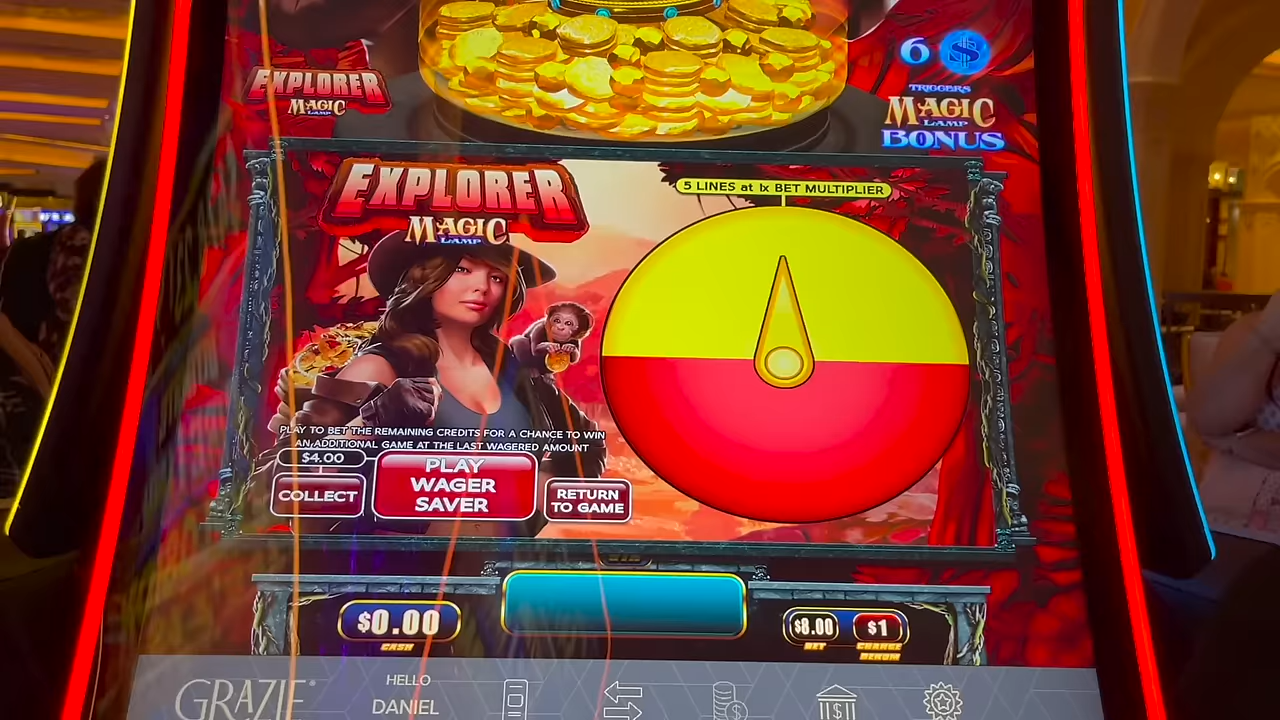 EXPLORER
MAGIC
LAMP
6 $
TRIGGERS
MAGIC
LAMP
BONUS
EXPLORER
MAGIC
LAMP
5 LINES at 1x BET MULTIPLIER
PLAY TO BET THE REMAINING CREDITS FOR A CHANCE TO WIN
AN ADDITIONAL GAME AT THE LAST WAGERED AMOUNT
$4.00
COLLECT
PLAY
WAGER
SAVER
RETURN
TO GAME
$0.00
CASH
$8.00
BET
$1
CHANGE
DENOM
GRAZIE®
HELLO
DANIEL